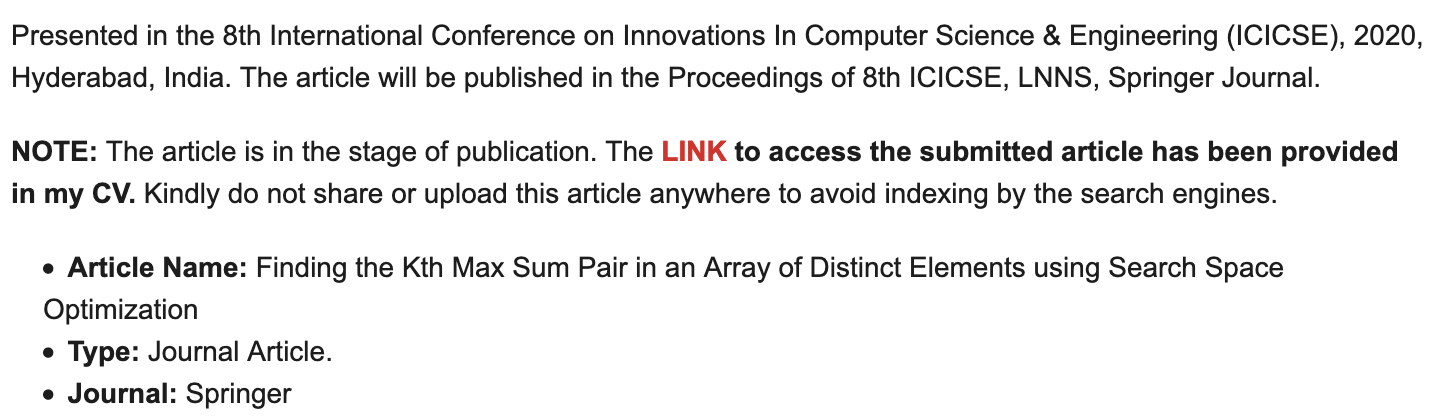 Presented in the 8th International Conference on Innovations In Computer Science & Engineering (ICICSE), 2020,
Hyderabad, India. The article will be published in the Proceedings of 8th ICICSE, LNNS, Springer Journal.
NOTE: The article is in the stage of publication. The LINK to access the submitted article has been provided
in my CV. Kindly do not share or upload this article anywhere to avoid indexing by the search engines.
• Article Name: Finding the Kth Max Sum Pair in an Array of Distinct Elements using Search Space
Optimization
• Type: Journal Article.
• Journal: Springer